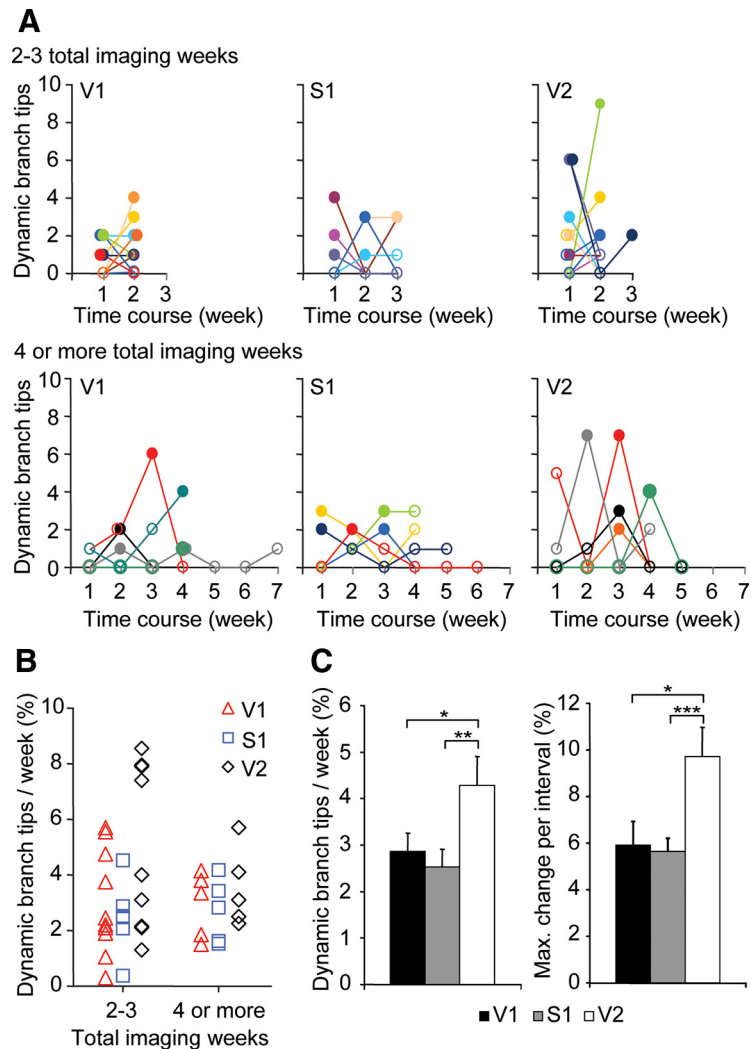 A
2-3 total imaging weeks
V1 S1 V2
Dynamic branch tips
10
8
6
4
2
0
1 2 3 1 2 3 1 2 3
Time course (week) Time course (week) Time course (week)
4 or more total imaging weeks
V1 S1 V2
Dynamic branch tips
10
8
6
4
2
0
1 2 3 4 5 6 7 1 2 3 4 5 6 7 1 2 3 4 5 6 7
Time course (week) Time course (week) Time course (week)
B
Dynamic branch tips / week (%)
10
8
6
4
2
0
V1
S1
V2
2-3 4 or more
Total imaging weeks
C
Dynamic branch tips / week (%)
6
5
4
3
2
1
0
*
**
Max. change per interval (%)
12
10
8
6
4
2
0
*
***
V1 S1 V2